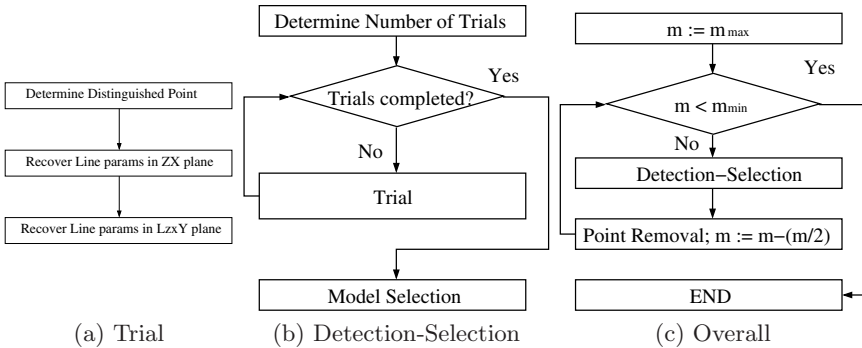 Determine Distinguished Point
Recover Line params in ZX plane
Recover Line params in LzxY plane
(a) Trial
Determine Number of Trials
Trials completed?
Yes
No
Trial
Model Selection
(b) Detection-Selection
m := m max
m < m min
Yes
No
Detection−Selection
Point Removal; m := m−(m/2)
END
(c) Overall